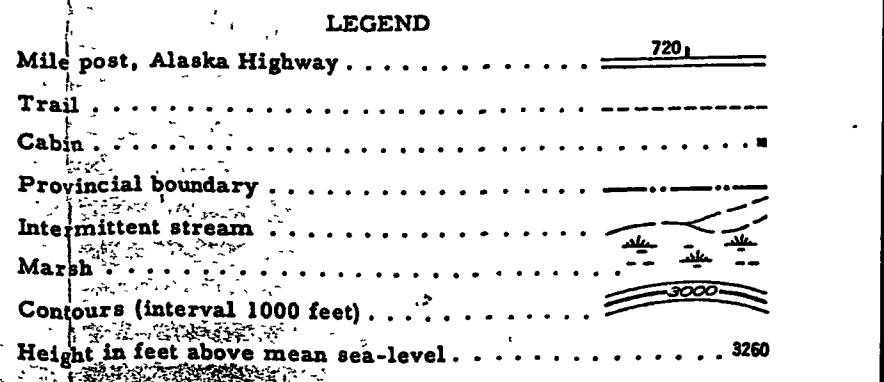 LEGEND
Mile post, Alaska Highway . . . . . . . . . . . . . . 720
Trail . . . . . . . . . . . . . . . . . . . . . . . . . . .
Cabin . . . . . . . . . . . . . . . . . . . . . . . . . . . . . . . . . .
Provincial boundary . . . . . . . . . . . . . . . . . .
Intermittent stream . . . . . . . . . . . . . . . . . .
Marsh . . . . . . . . . . . . . . . . . . . . . . . . . . .
Contours (interval 1000 feet) . . . . . . . . . . . . 3000
Height in feet above mean sea-level . . . . . . . . . . . . . . . 3260